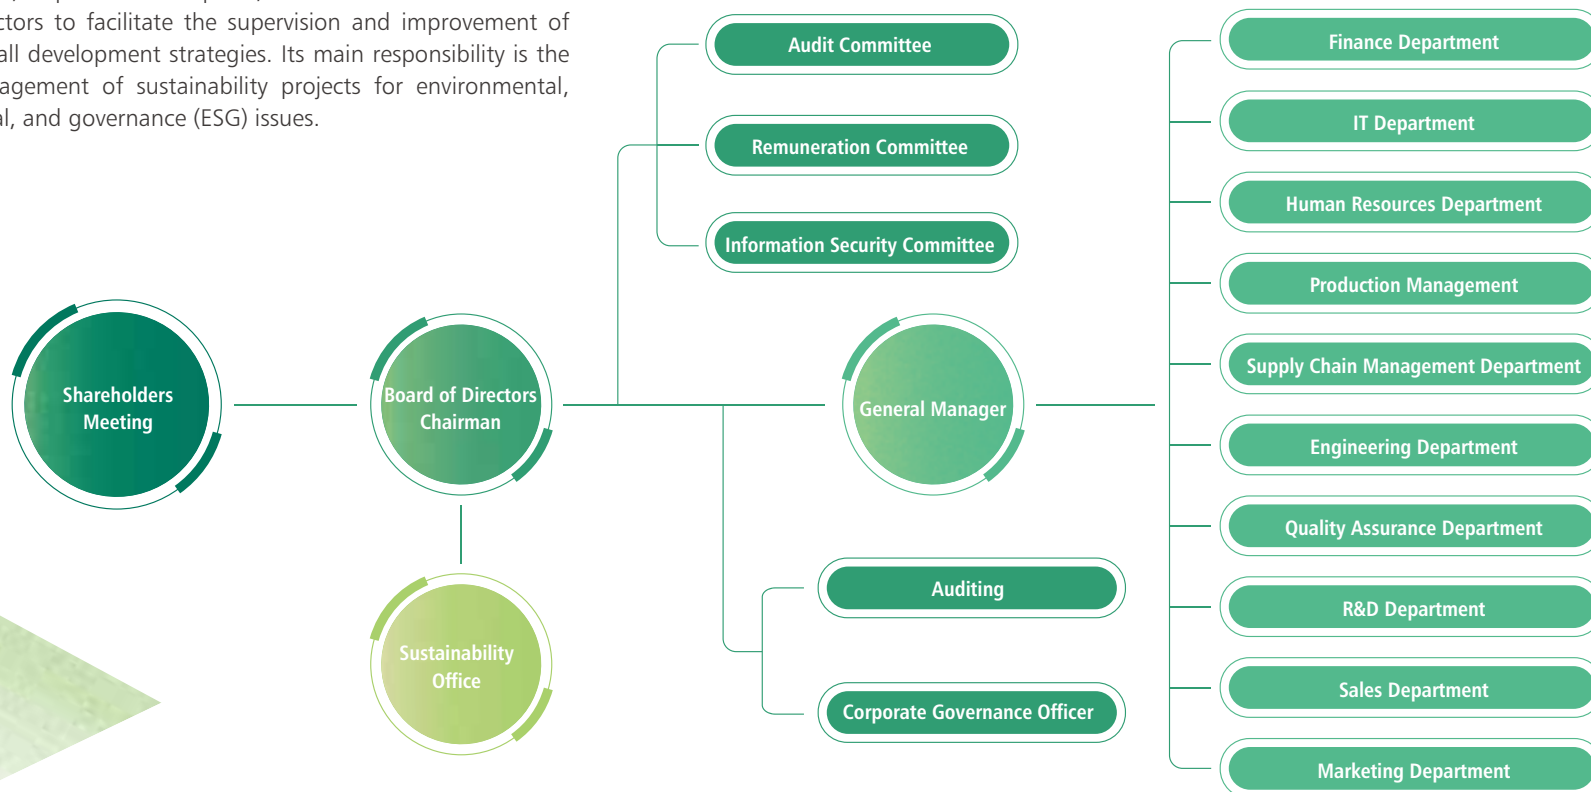 ctors to facilitate the supervision and improvement of
all development strategies. Its main responsibility is the
agement of sustainability projects for environmental,
al, and governance (ESG) issues.
Audit Committee
Remuneration Committee
Information Security Committee
Shareholders
Meeting
Board of Directors
Chairman
General Manager
Sustainability
Office
Auditing
Corporate Governance Officer
Finance Department
IT Department
Human Resources Department
Production Management
Supply Chain Management Department
Engineering Department
Quality Assurance Department
R&D Department
Sales Department
Marketing Department